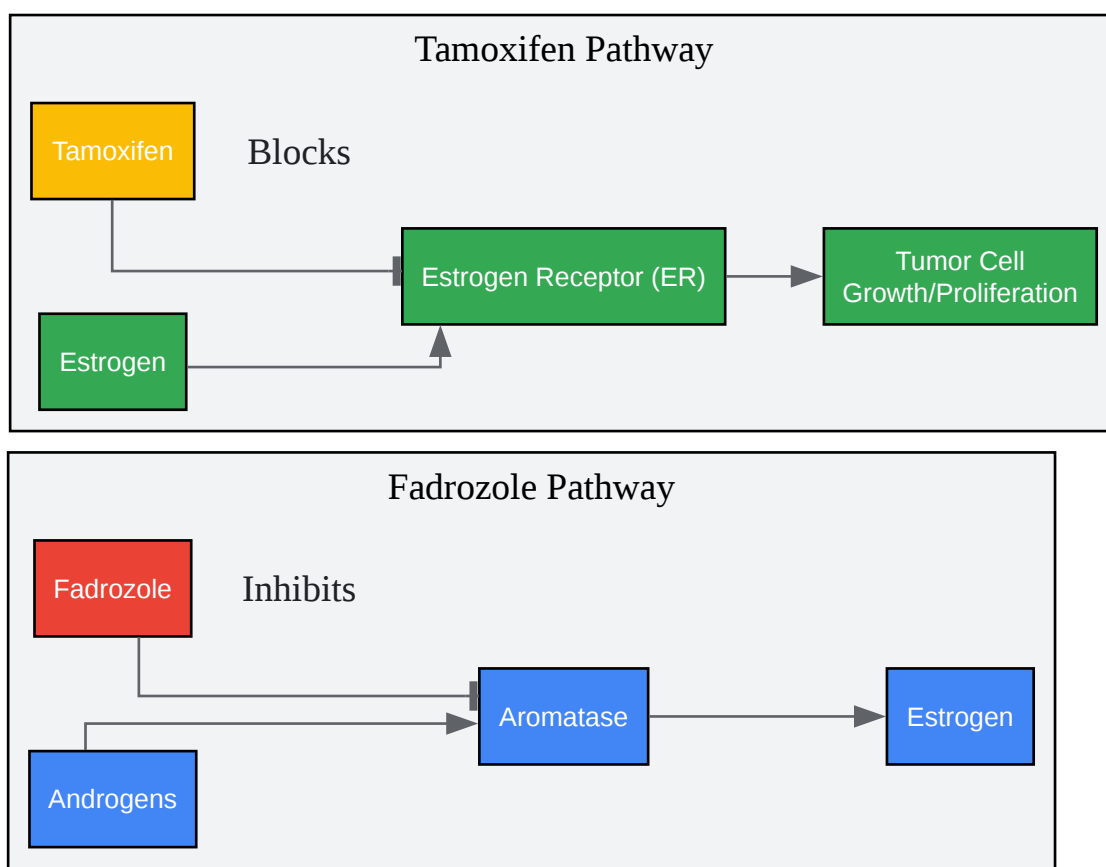 Tamoxifen Pathway
Tamoxifen
Blocks
Estrogen Receptor (ER)
Tumor Cell
Growth/Proliferation
Estrogen
Fadrozole Pathway
Fadrozole
Inhibits
Aromatase
Estrogen
Androgens